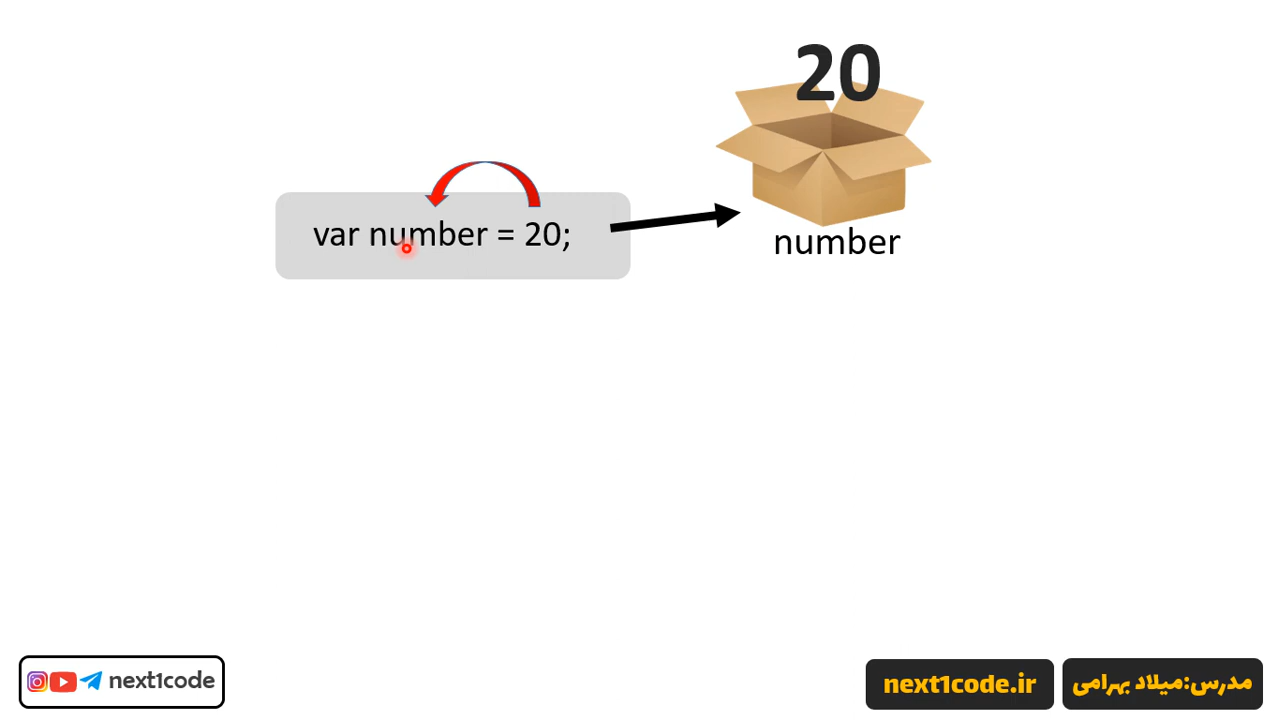 20
var number = 20;
number
next1code
next1code.ir
مدرس:میلاد بهرامی